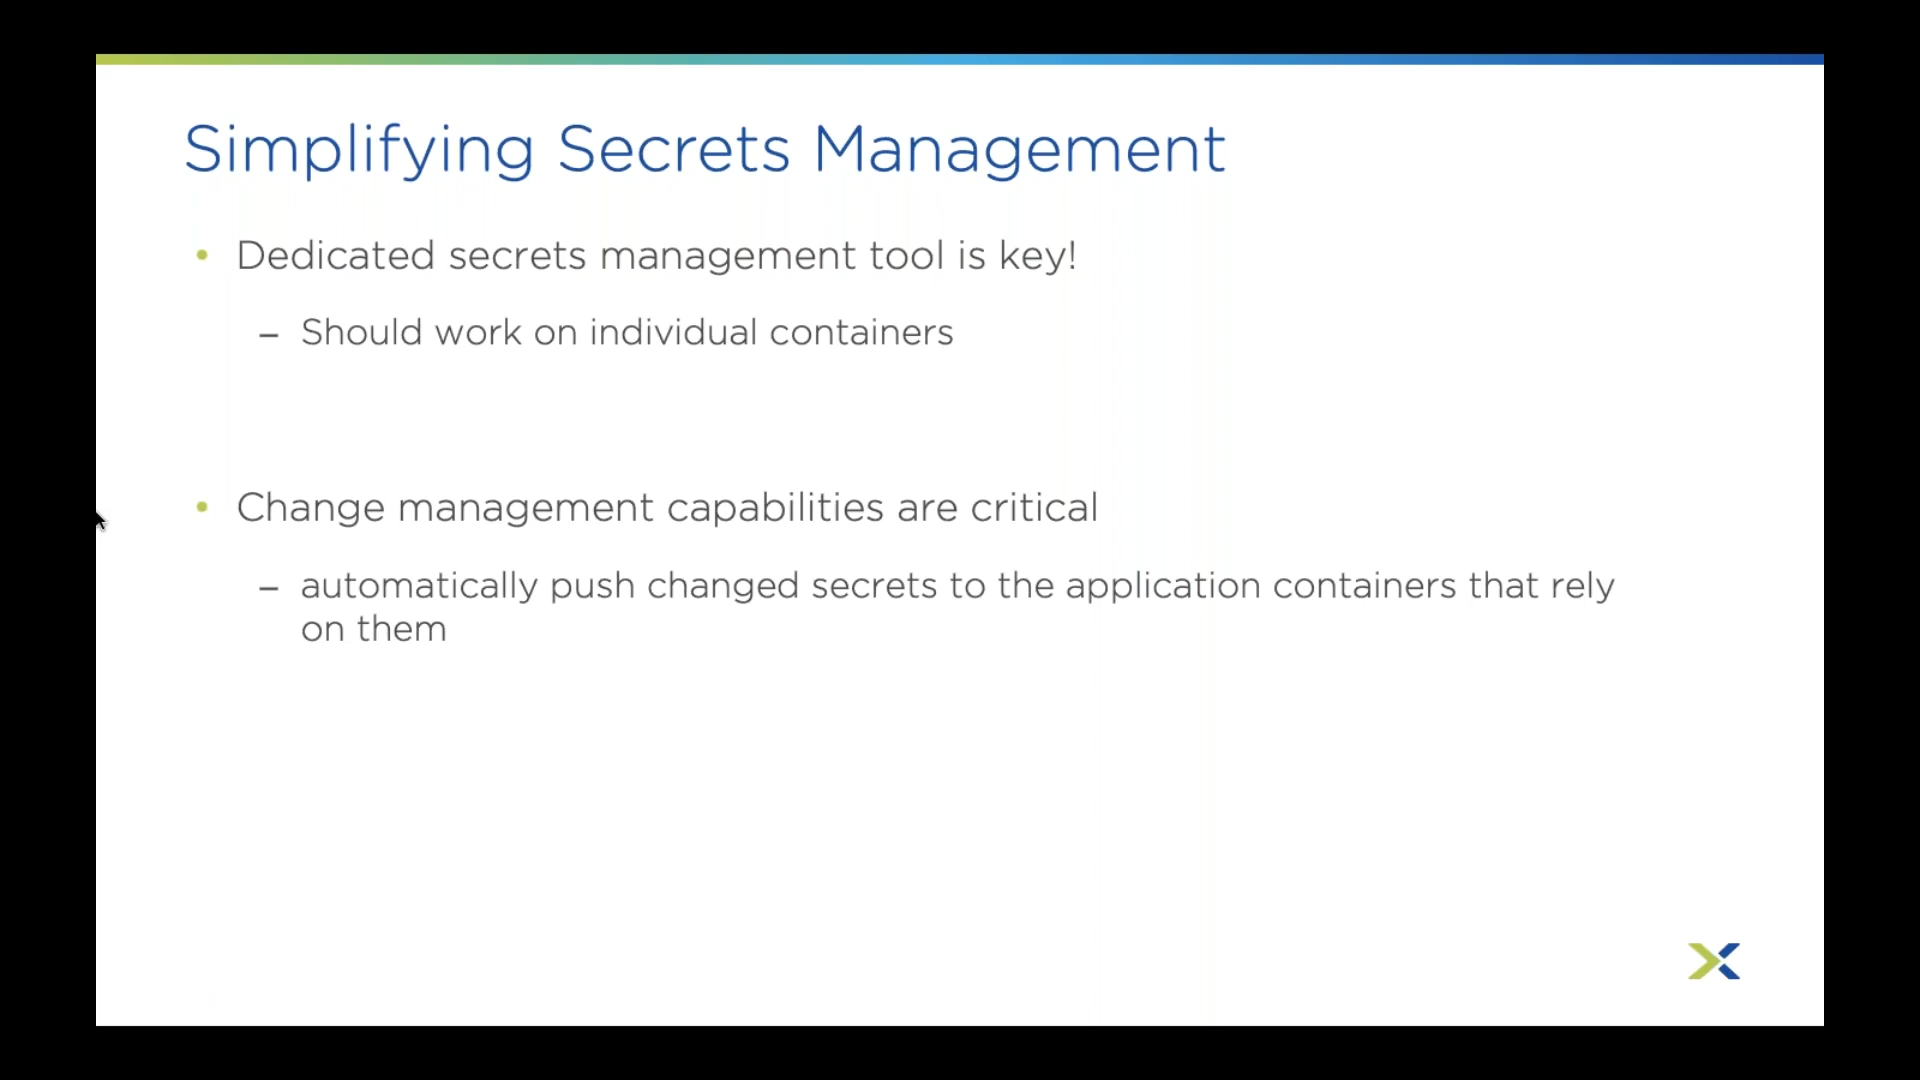 Simplifying Secrets Management
• Dedicated secrets management tool is key!
– Should work on individual containers
• Change management capabilities are critical
– automatically push changed secrets to the application containers that rely
on them